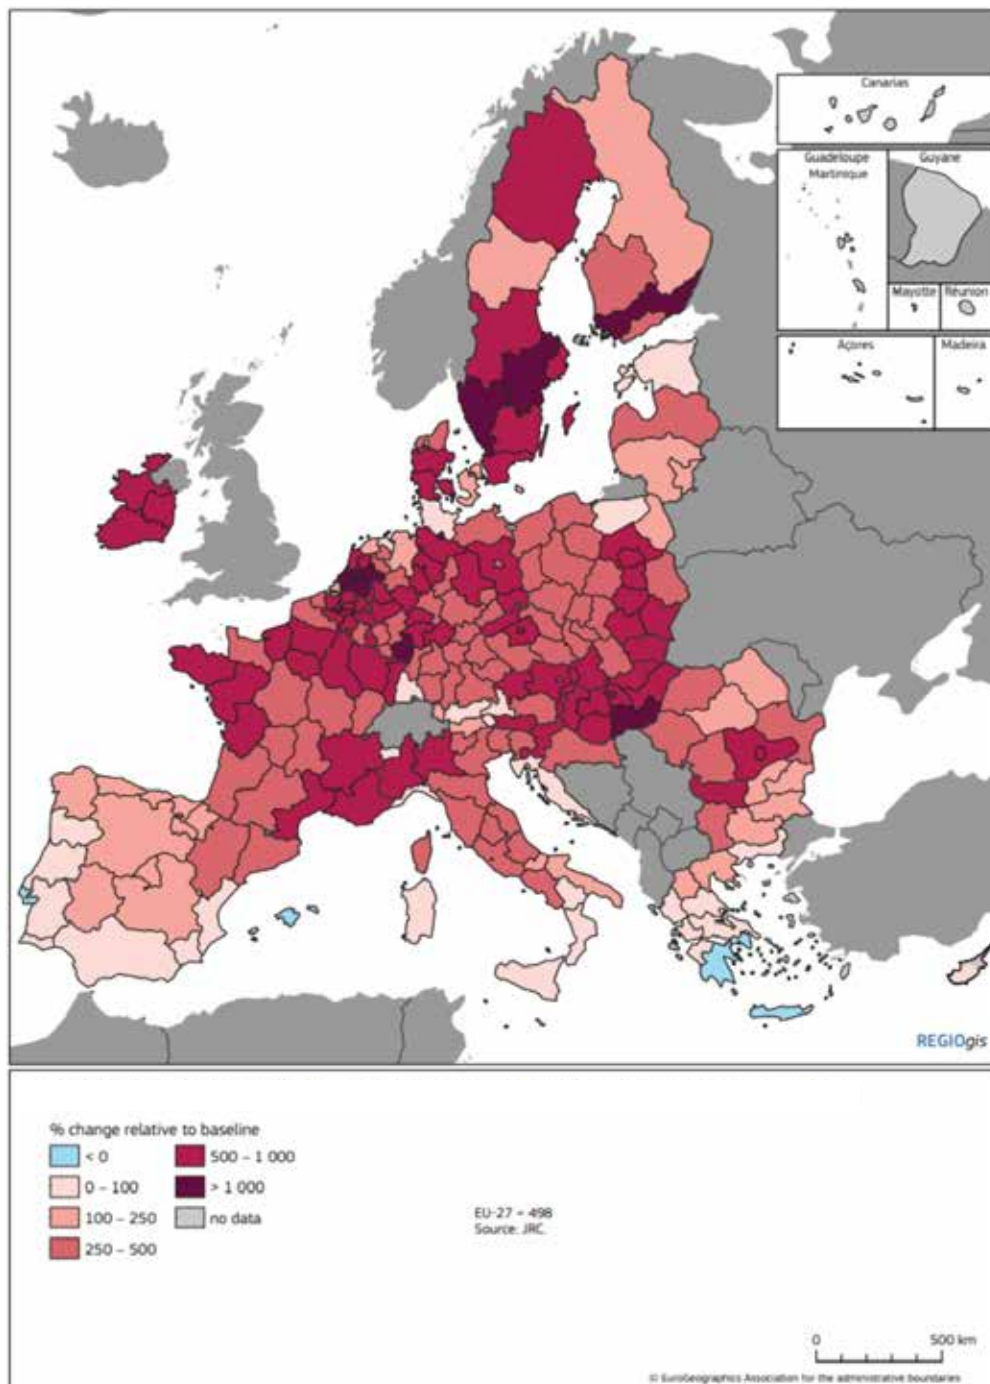 Canarias
Guadeloupe
Martinique
Guyane
Mayotte
Réunion
Açores
Madeira
REGIOgis
% change relative to baseline
< 0
0 – 100
100 – 250
250 – 500
500 – 1 000
> 1 000
no data
EU-27 = 498
Source: JRC.
0 500 km
© EuroGeographics Association for the administrative boundaries